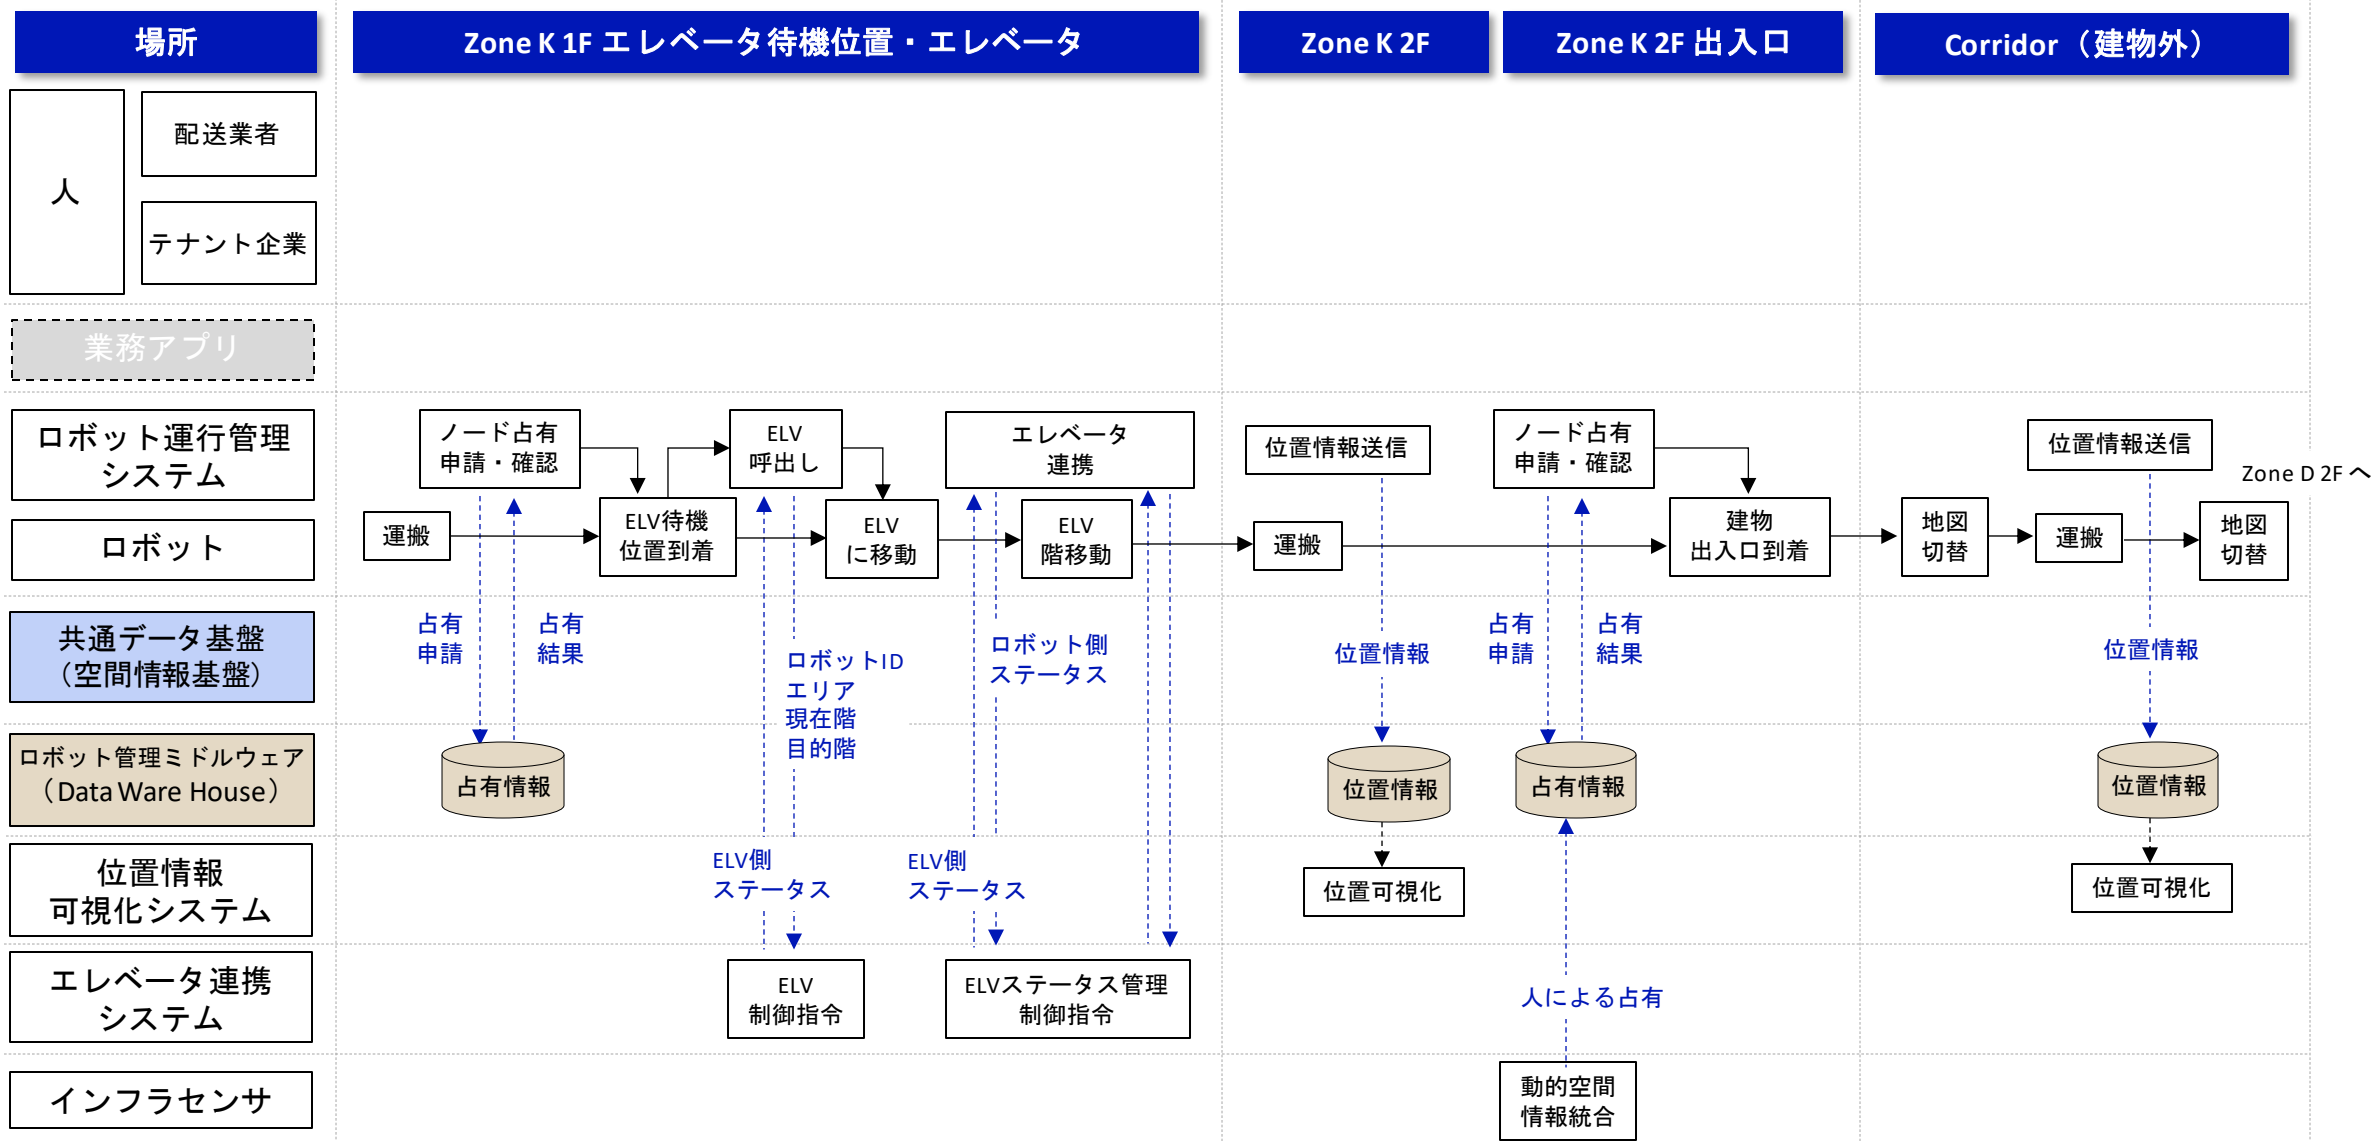 場所
Zone K 1F エレベータ待機位置・エレベータ
Zone K 2F
Zone K 2F 出入口
Corridor（建物外）
人
配送業者
テナント企業
業務アプリ
ロボット運行管理
システム
ノード占有
申請・確認
ELV
呼出し
エレベータ
連携
位置情報送信
ノード占有
申請・確認
位置情報送信
Zone D 2F へ
ロボット
運搬
ELV待機
位置到着
ELV
に移動
ELV
階移動
運搬
建物
出入口到着
地図
切替
運搬
地図
切替
共通データ基盤
（空間情報基盤）
占有
申請
占有
結果
ロボットID
エリア
現在階
目的階
ロボット側
ステータス
位置情報
占有
申請
占有
結果
位置情報
ロボット管理ミドルウェア
（Data Ware House）
占有情報
位置情報
占有情報
位置情報
位置情報
可視化システム
ELV側
ステータス
ELV側
ステータス
位置可視化
位置可視化
エレベータ連携
システム
ELV
制御指令
ELVステータス管理
制御指令
人による占有
インフラセンサ
動的空間
情報統合